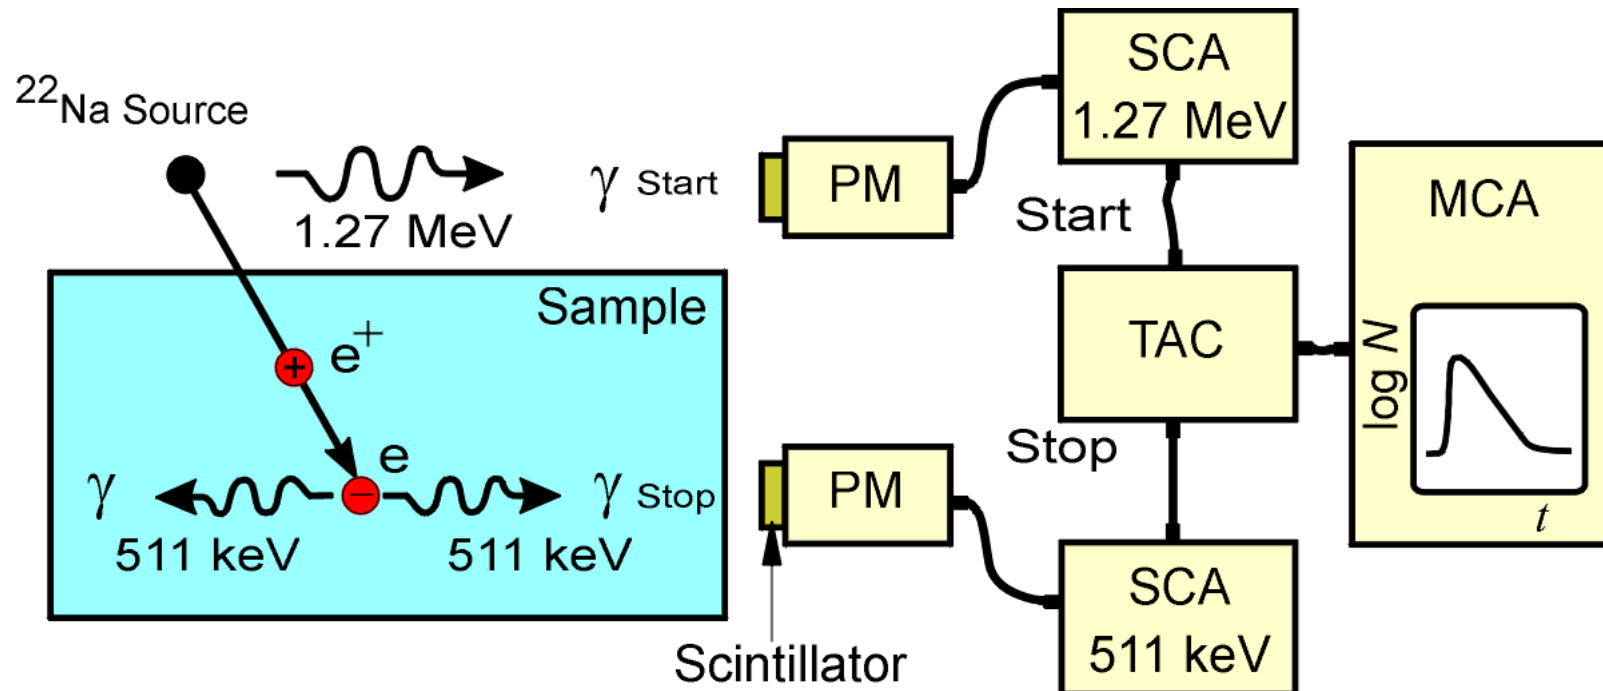 ²²Na Source
1.27 MeV
γ Start
PM
SCA
1.27 MeV
Start
MCA
Sample
e⁺
TAC
log N
t
Stop
e
γ
γ Stop
511 keV
511 keV
PM
SCA
511 keV
Scintillator